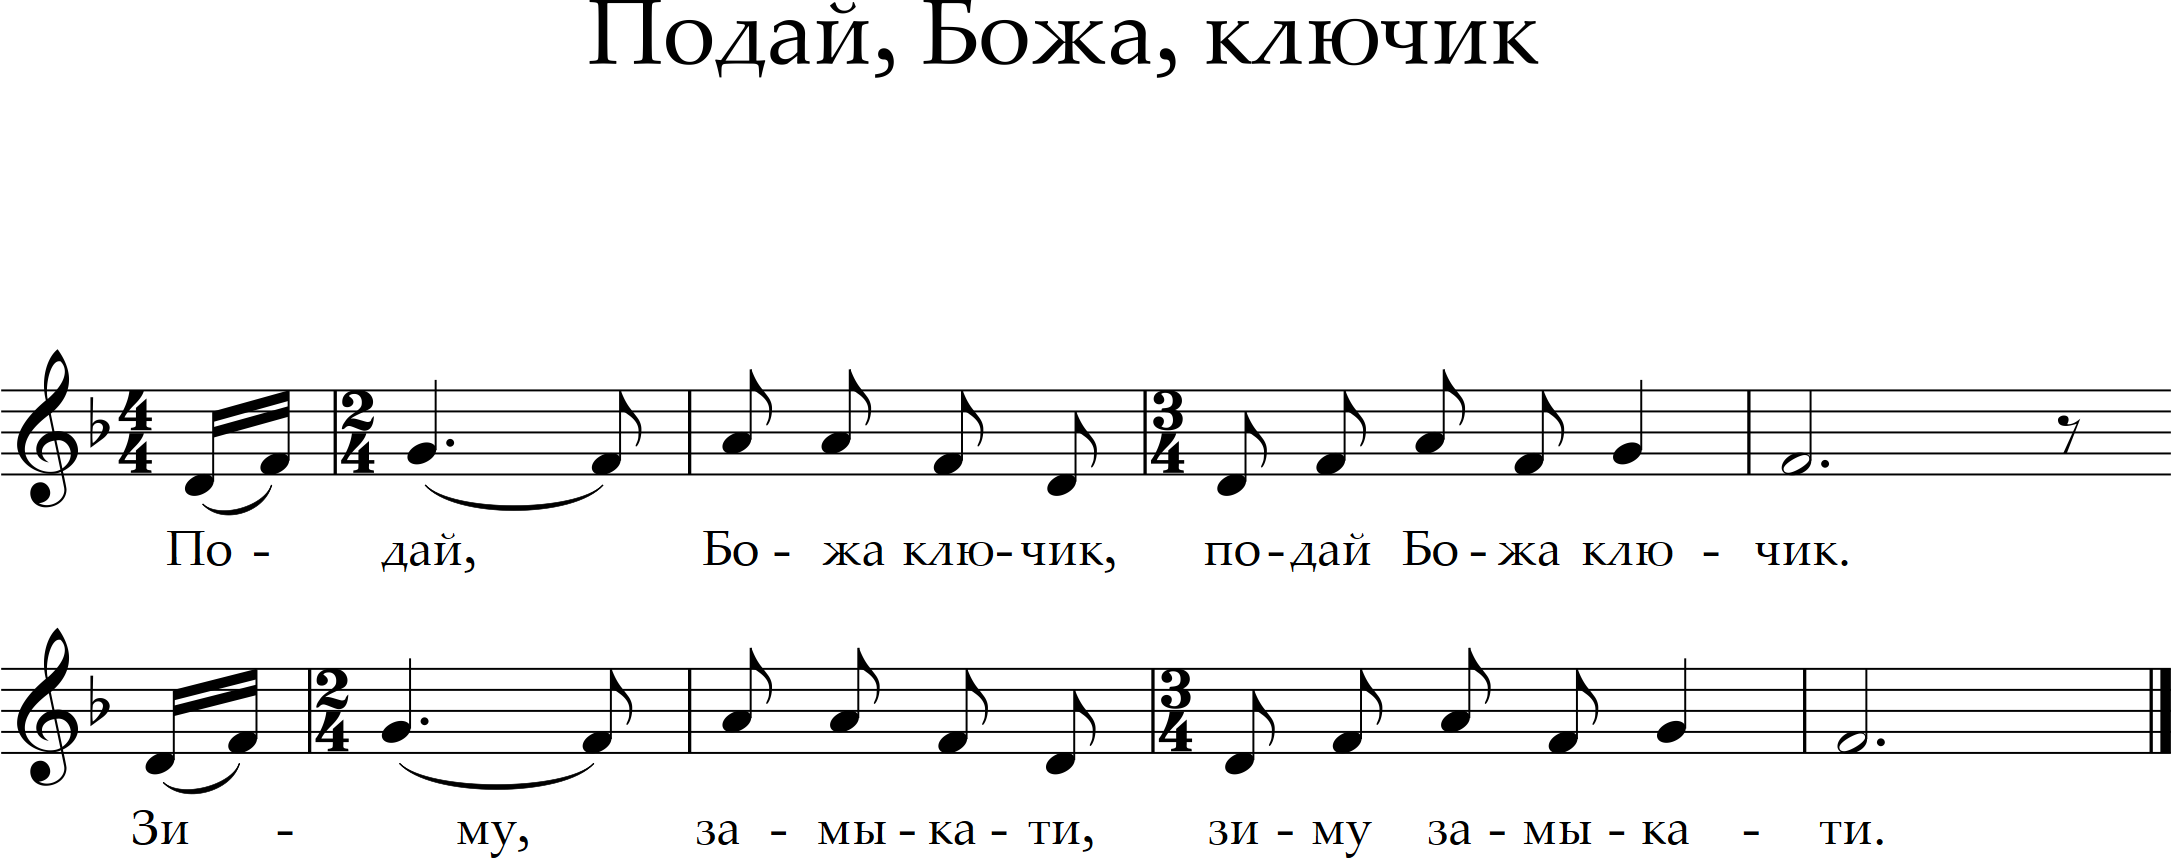 Подай, Божа, ключик
По - дай, Бо - жа клю-чик, по-дай Бо-жа клю - чик.
Зи - му, за - мы-ка-ти, зи-му за-мы-ка - ти.